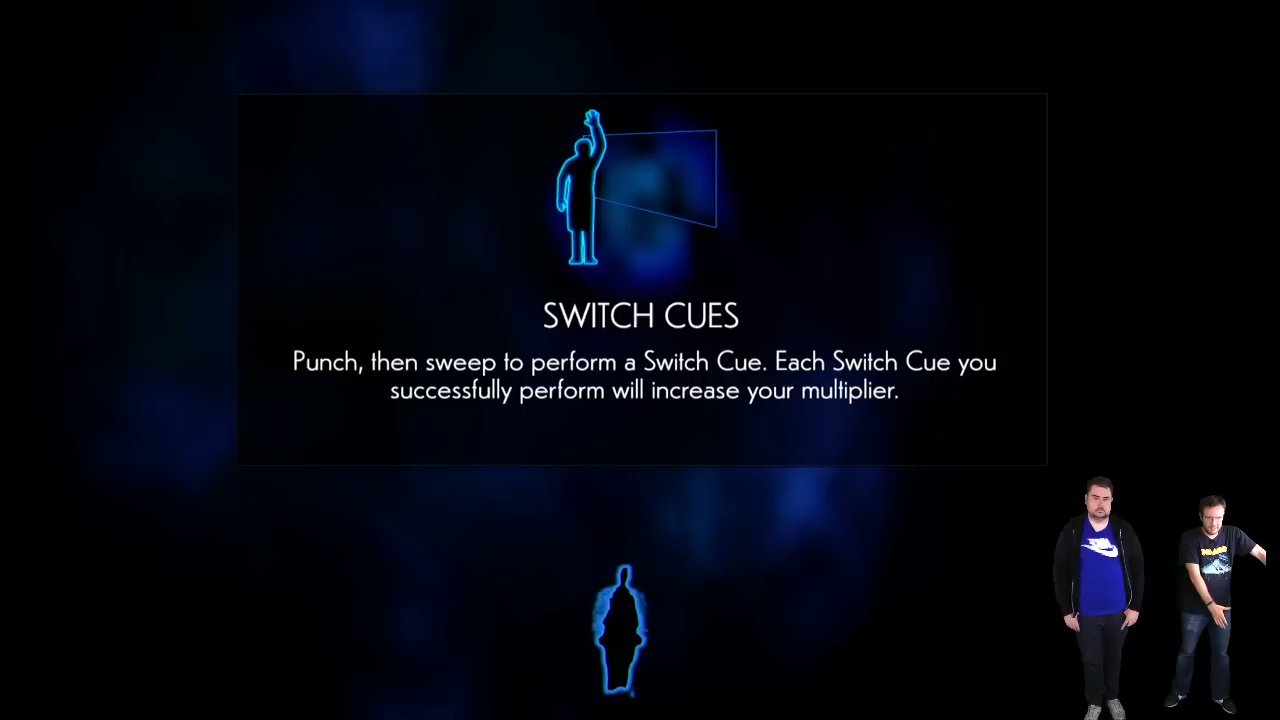 SWITCH CUES
Punch, then sweep to perform a Switch Cue. Each Switch Cue you
successfully perform will increase your multiplier.